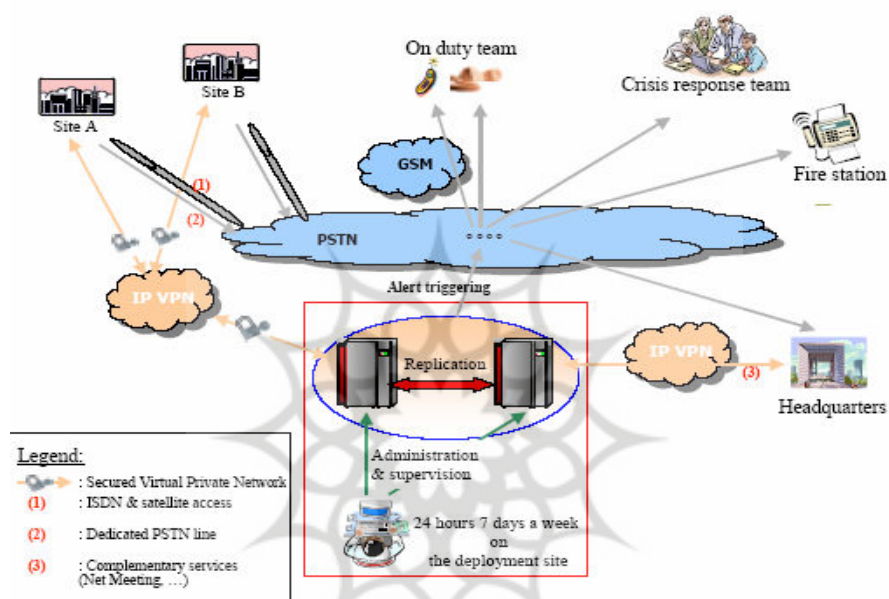 On duty team
Site B
Crisis response team
Site A
GSM
Fire station
(1)
(2)
PSTN
Alert triggering
IP VPN
IP VPN
Replication
(3)
Headquarters
Administration
& supervision
24 hours 7 days a week
on
the deployment site
Legend:
: Secured Virtual Private Network
(1) : ISDN & satellite access
(2) : Dedicated PSTN line
(3) : Complementary services
(Net Meeting, ...)